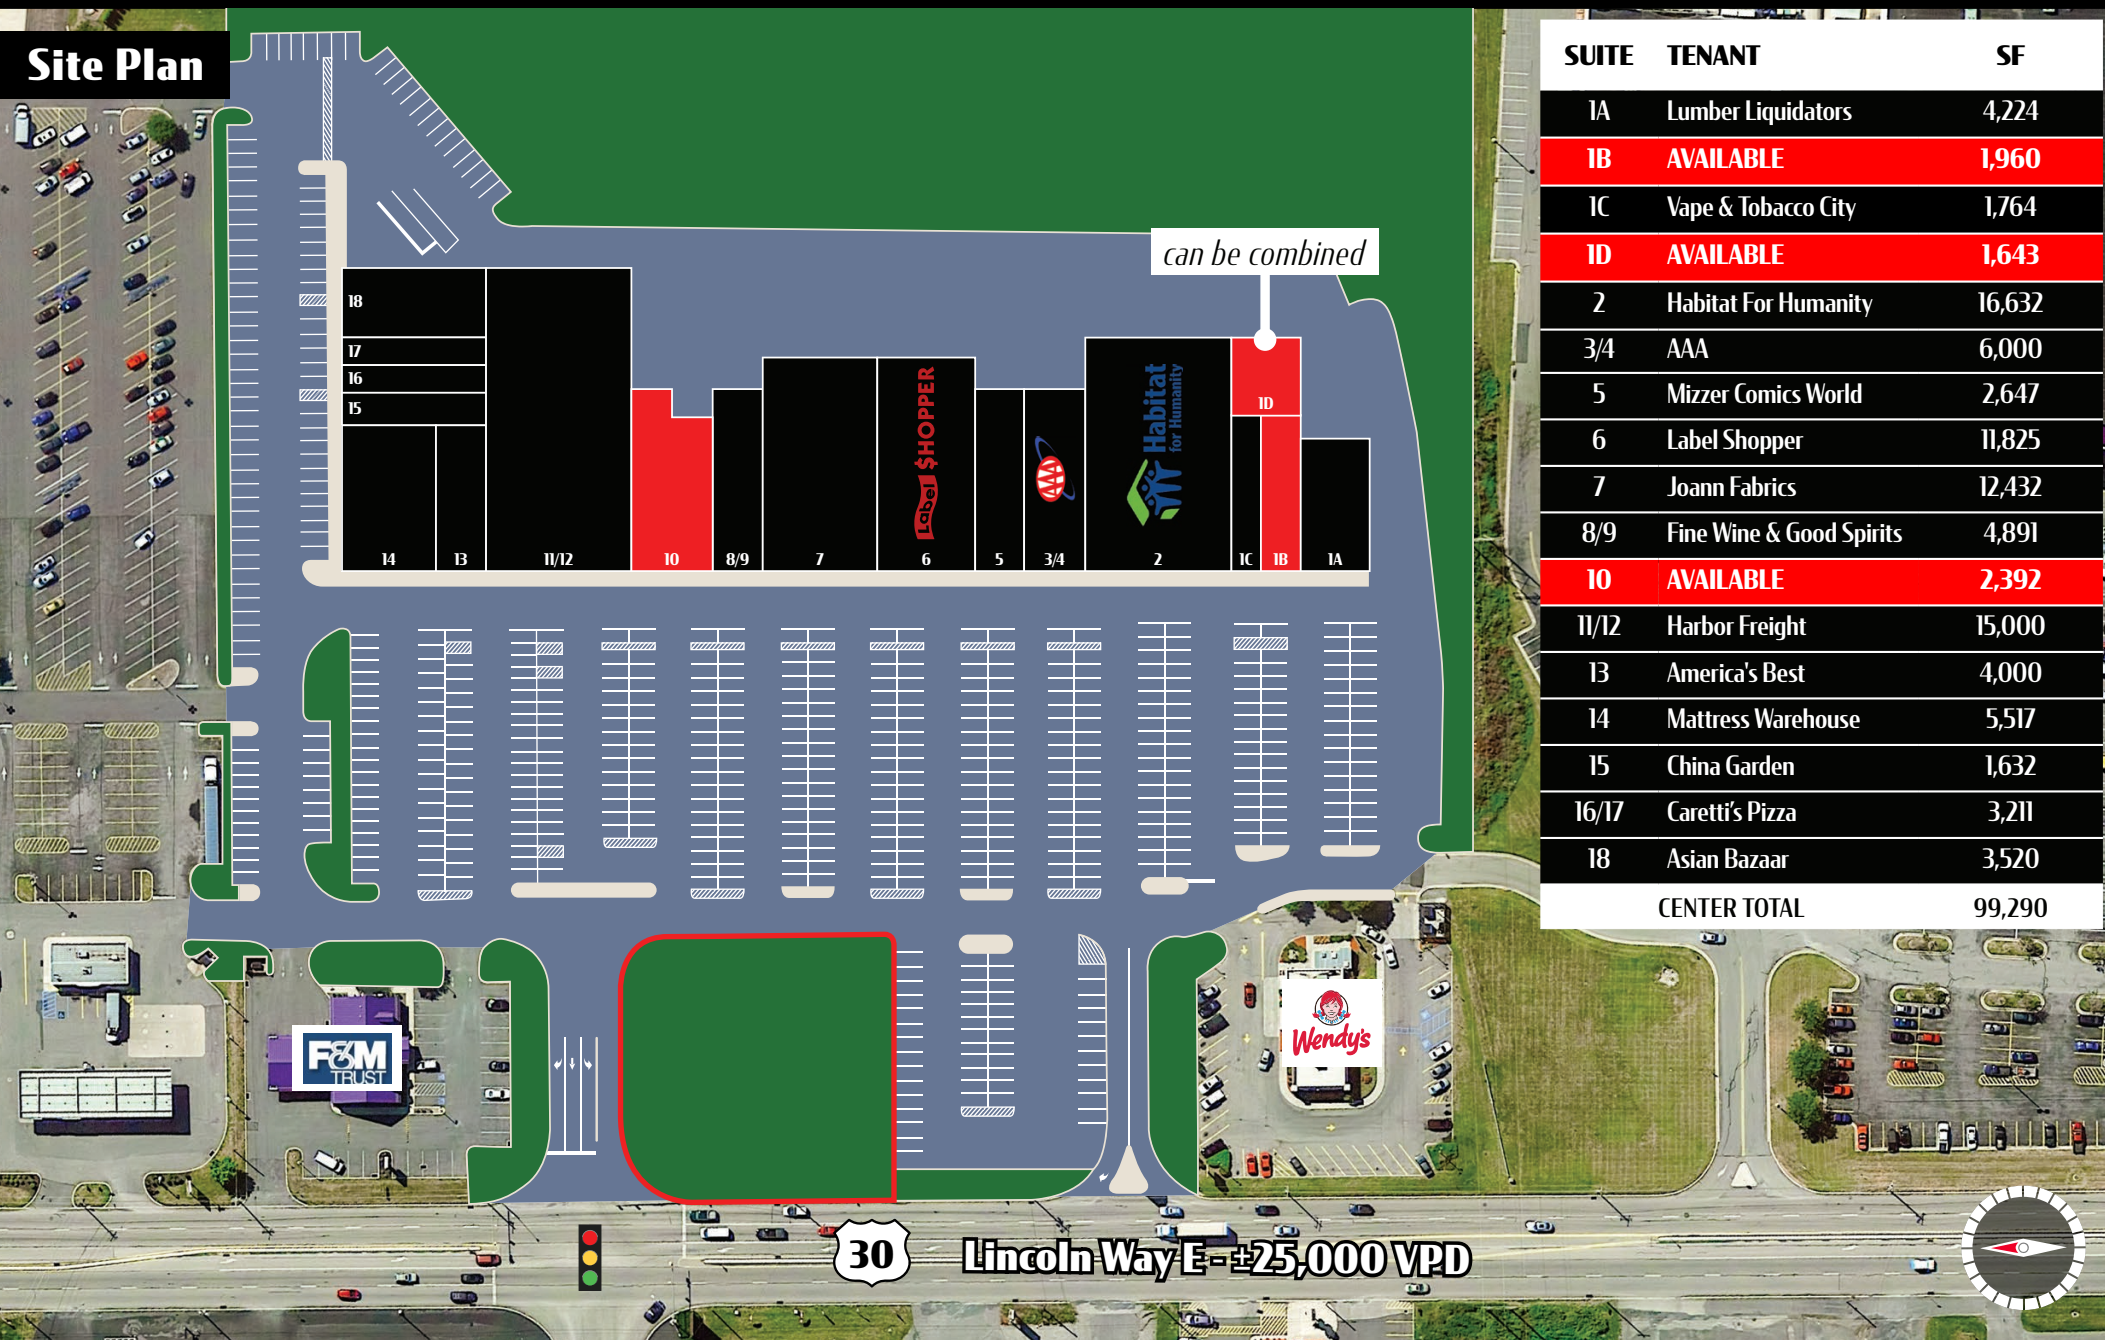 Site Plan
SUITE TENANT SF
1A Lumber Liquidators 4,224
1B AVAILABLE 1,960
1C Vape & Tobacco City 1,764
1D AVAILABLE 1,643
2 Habitat For Humanity 16,632
3/4 AAA 6,000
5 Mizzer Comics World 2,647
6 Label Shopper 11,825
7 Joann Fabrics 12,432
8/9 Fine Wine & Good Spirits 4,891
10 AVAILABLE 2,392
11/12 Harbor Freight 15,000
13 America's Best 4,000
14 Mattress Warehouse 5,517
15 China Garden 1,632
16/17 Caretti's Pizza 3,211
18 Asian Bazaar 3,520
CENTER TOTAL 99,290
can be combined
18
17
16
15
14 13 11/12 10 8/9 7 6 5 3/4 2 1C 1B 1A
1D
Label $HOPPER
AAA
Habitat
for Humanity
F&M
TRUST
Wendy's
30
Lincoln Way E - ±25,000 VPD